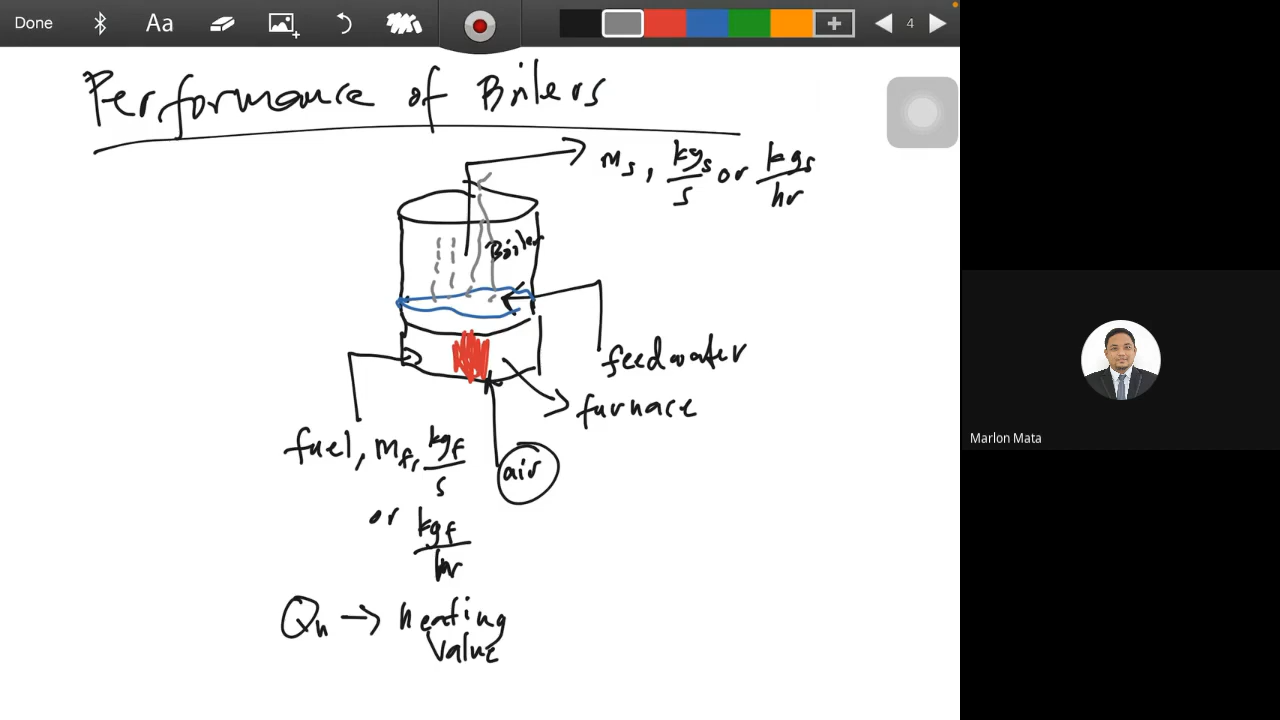 Done
Aa
4
Performance of Boilers
ms, kgs/s or kgs/hr
Boiler
feedwater
furnace
fuel, mf, kgf/s
air
or kgf/hr
Qh → heating
value
Marlon Mata